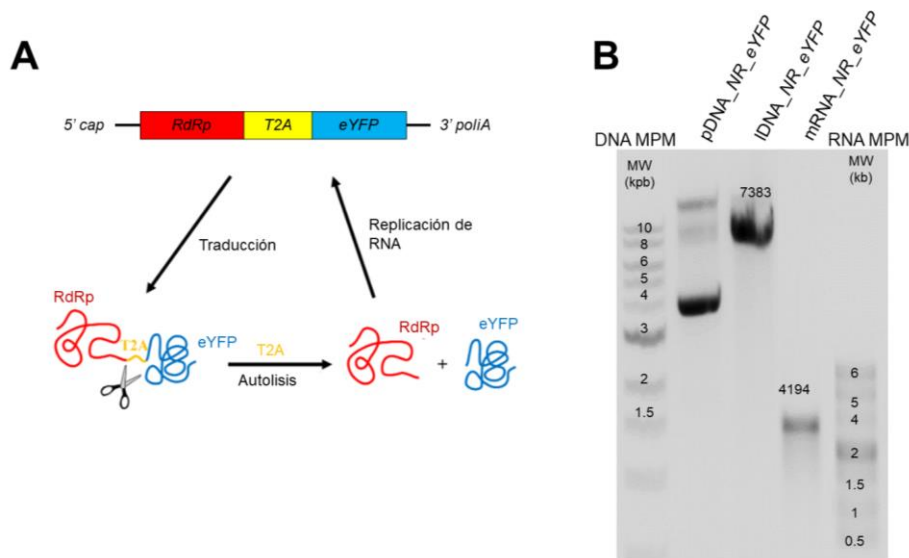 A
5' cap
RdRp
T2A
eYFP
3' poliA
Traducción
Replicación de
RNA
RdRp
T2A
eYFP
T2A
Autolisis
RdRp
+
eYFP
B
pDNA_NR_eYFP
lDNA_NR_eYFP
mRNA_NR_eYFP
DNA MPM
RNA MPM
MW
(kpb)
10
8
6
5
4
3
2
1.5
7383
4194
MW
(kb)
6
5
4
2
1.5
1
0.5